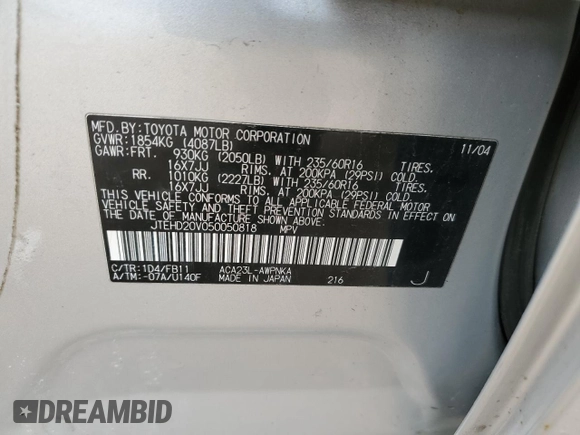 MFD.BY:TOYOTA MOTOR CORPORATION 11/04
GVWR:1854KG (4087LB)
GAWR:FRT. 930KG (2050LB) WITH 235/60R16 TIRES,
16X7JJ RIMS, AT 200KPA (29PSI) COLD.
RR. 1010KG (2227LB) WITH 235/60R16 TIRES,
16X7JJ RIMS, AT 200KPA (29PSI) COLD.
THIS VEHICLE CONFORMS TO ALL APPLICABLE FEDERAL MOTOR
VEHICLE SAFETY AND THEFT PREVENTION STANDARDS IN EFFECT
ON THE DATE OF MANUFACTURE SHOWN ABOVE.
JTEHD20V050050818 MPV
C/TR:1D4/FB11 ACA23L-AWPNKA
A/TM:-07A/U140F MADE IN JAPAN 216 J
DREAMBID